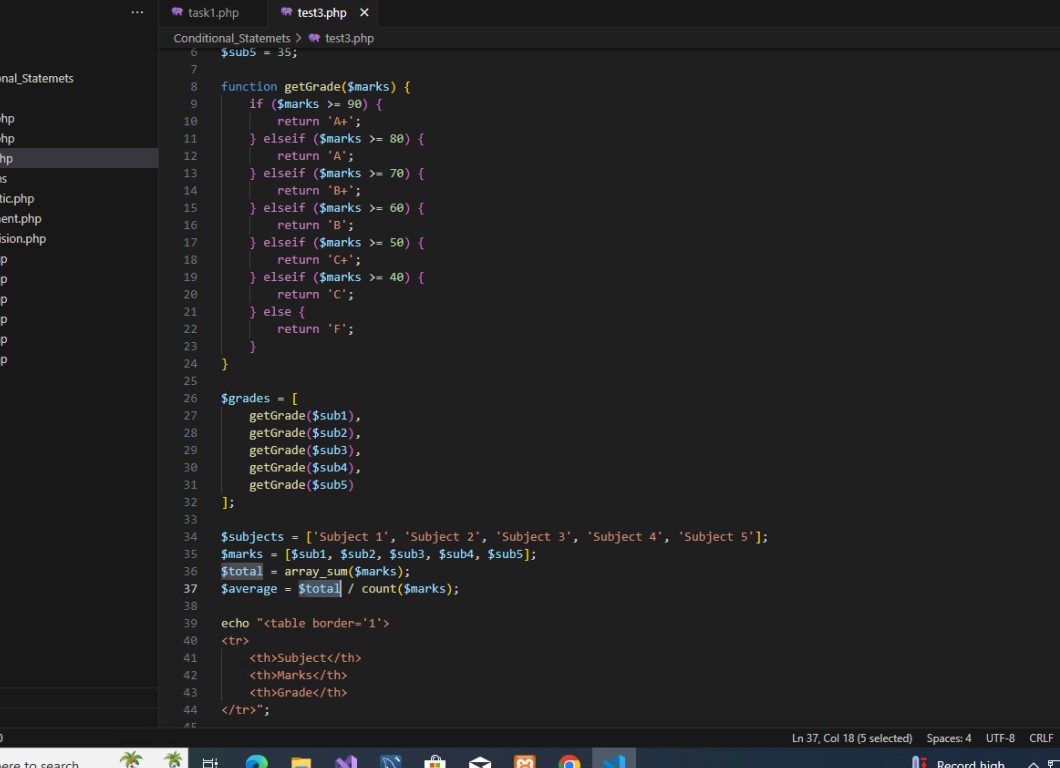 ...
task1.php
test3.php
Conditional_Statemets > test3.php
nal_Statemets
hp
hp
hp
ns
tic.php
ent.php
ision.php
p
p
p
p
p
p
6 $sub5 = 35;
7
8 function getGrade($marks) {
9 if ($marks >= 90) {
10 return 'A+';
11 } elseif ($marks >= 80) {
12 return 'A';
13 } elseif ($marks >= 70) {
14 return 'B+';
15 } elseif ($marks >= 60) {
16 return 'B';
17 } elseif ($marks >= 50) {
18 return 'C+';
19 } elseif ($marks >= 40) {
20 return 'C';
21 } else {
22 return 'F';
23 }
24 }
25
26 $grades = [
27 getGrade($sub1),
28 getGrade($sub2),
29 getGrade($sub3),
30 getGrade($sub4),
31 getGrade($sub5)
32 ];
33
34 $subjects = ['Subject 1', 'Subject 2', 'Subject 3', 'Subject 4', 'Subject 5'];
35 $marks = [$sub1, $sub2, $sub3, $sub4, $sub5];
36 $total = array_sum($marks);
37 $average = $total / count($marks);
38
39 echo "<table border='1'>
40 <tr>
41 <th>Subject</th>
42 <th>Marks</th>
43 <th>Grade</th>
44 </tr>";
45
Ln 37, Col 18 (5 selected) Spaces: 4 UTF-8 CRLF
ere to search
Record high